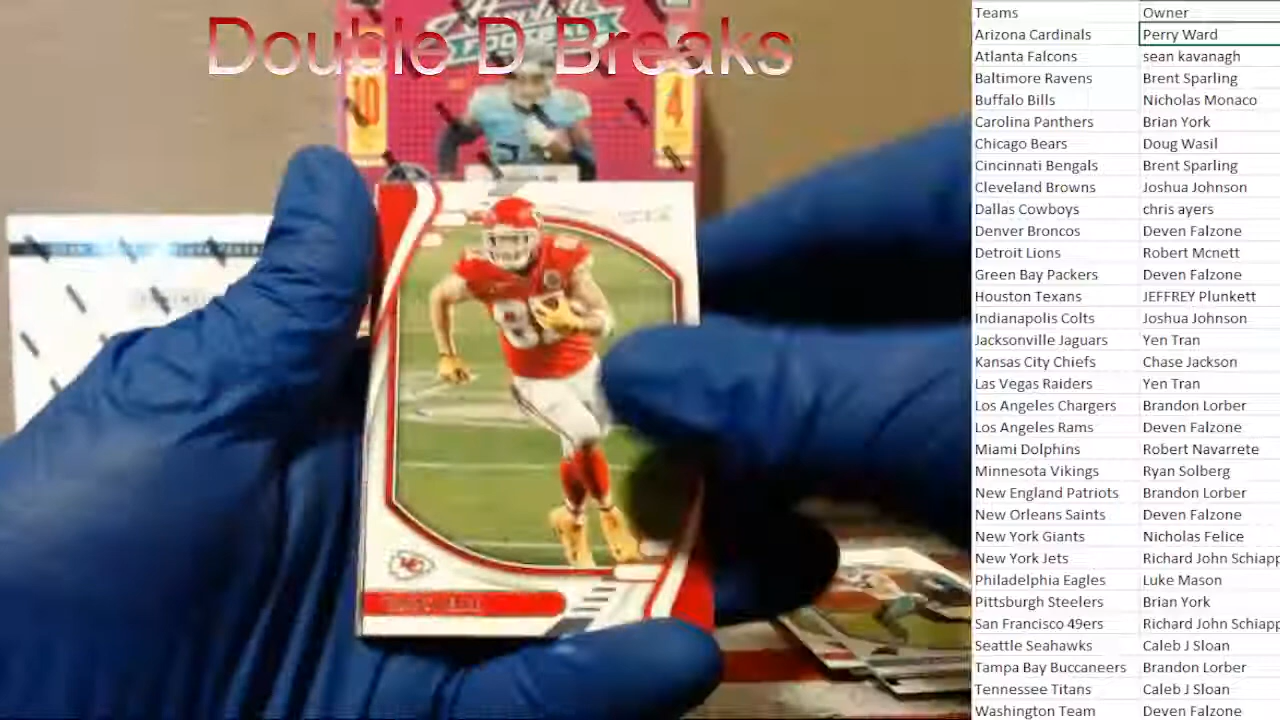 Double D Breaks
Absolute
FOOTBALL
10
4
Teams Owner
Arizona Cardinals Perry Ward
Atlanta Falcons sean kavanagh
Baltimore Ravens Brent Sparling
Buffalo Bills Nicholas Monaco
Carolina Panthers Brian York
Chicago Bears Doug Wasil
Cincinnati Bengals Brent Sparling
Cleveland Browns Joshua Johnson
Dallas Cowboys chris ayers
Denver Broncos Deven Falzone
Detroit Lions Robert Mcnett
Green Bay Packers Deven Falzone
Houston Texans JEFFREY Plunkett
Indianapolis Colts Joshua Johnson
Jacksonville Jaguars Yen Tran
Kansas City Chiefs Chase Jackson
Las Vegas Raiders Yen Tran
Los Angeles Chargers Brandon Lorber
Los Angeles Rams Deven Falzone
Miami Dolphins Robert Navarrete
Minnesota Vikings Ryan Solberg
New England Patriots Brandon Lorber
New Orleans Saints Deven Falzone
New York Giants Nicholas Felice
New York Jets Richard John Schiapp
Philadelphia Eagles Luke Mason
Pittsburgh Steelers Brian York
San Francisco 49ers Richard John Schiapp
Seattle Seahawks Caleb J Sloan
Tampa Bay Buccaneers Brandon Lorber
Tennessee Titans Caleb J Sloan
Washington Team Deven Falzone